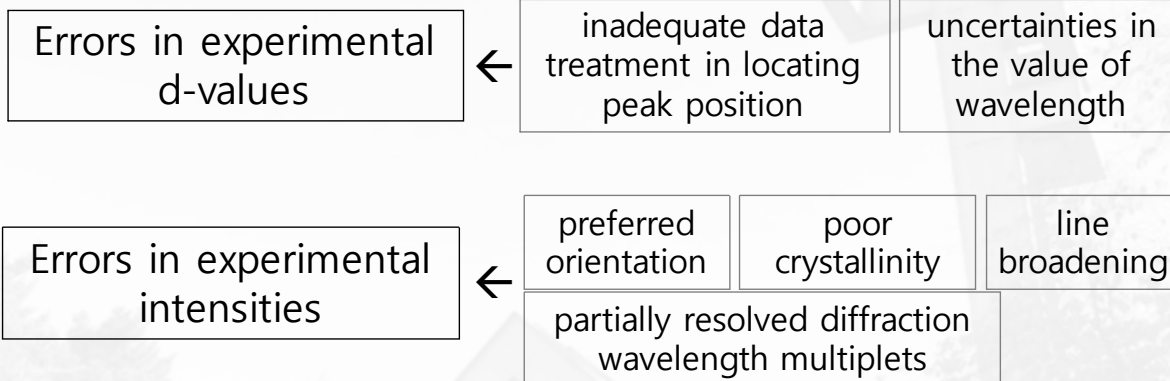 Errors in experimental
d-values
←
inadequate data
treatment in locating
peak position
uncertainties in
the value of
wavelength
Errors in experimental
intensities
←
preferred
orientation
poor
crystallinity
line
broadening
partially resolved diffraction
wavelength multiplets